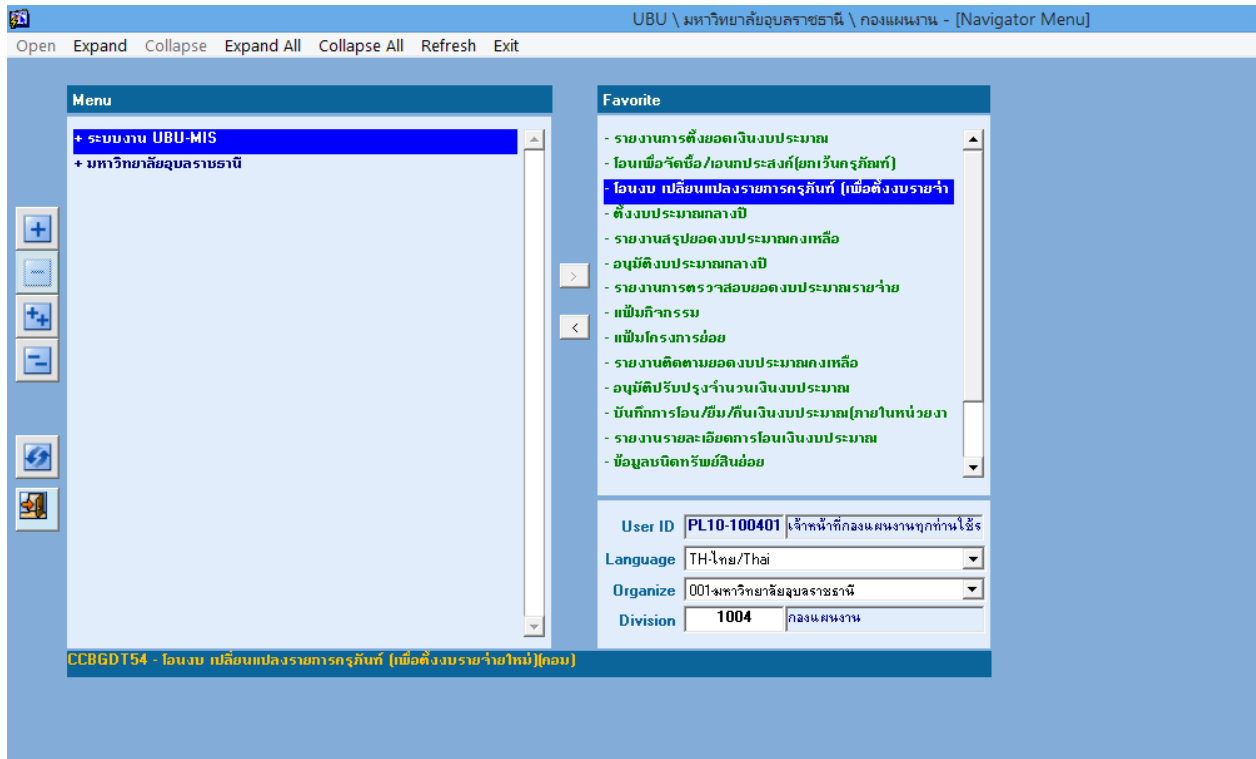 UBU \ มหาวิทยาลัยอุบลราชธานี \ กองแผนงาน - [Navigator Menu]
Open Expand Collapse Expand All Collapse All Refresh Exit
Menu
+ ระบบงาน UBU-MIS
+ มหาวิทยาลัยอุบลราชธานี
Favorite
- รายงานการตั้งยอดเงินงบประมาณ
- โอนเพื่อจัดซื้อ/เอนกประสงค์(ยกเว้นครุภัณฑ์)
- โอนงบ เปลี่ยนแปลงรายการครุภันท์ (เพื่อตั้งงบรายจ่า
- ตั้งงบประมาณกลางปี
- รายงานสรุปยอดงบประมาณคงเหลือ
- อนุมัติงบประมาณกลางปี
- รายงานการตรวจสอบยอดงบประมาณรายจ่าย
- แฟ้มกิจกรรม
- แฟ้มโครงการย่อย
- รายงานติดตามยอดงบประมาณคงเหลือ
- อนุมัติปรับปรุงจำนวนเงินงบประมาณ
- บันทึกการโอน/ยืม/คืนเงินงบประมาณ(ภายในหน่วยงา
- รายงานรายละเอียดการโอนเงินงบประมาณ
- ข้อมูลชนิดทรัพย์สินย่อย
User ID PL10-100401 เจ้าหน้าที่กองแผนงานทุกท่านใช้ร
Language TH-ไทย/Thai
Organize 001-มหาวิทยาลัยอุบลราชธานี
Division 1004 กองแผนงาน
CCBGDT54 - โอนงบ เปลี่ยนแปลงรายการครุภันท์ (เพื่อตั้งงบรายจ่ายใหม่)(คอม)